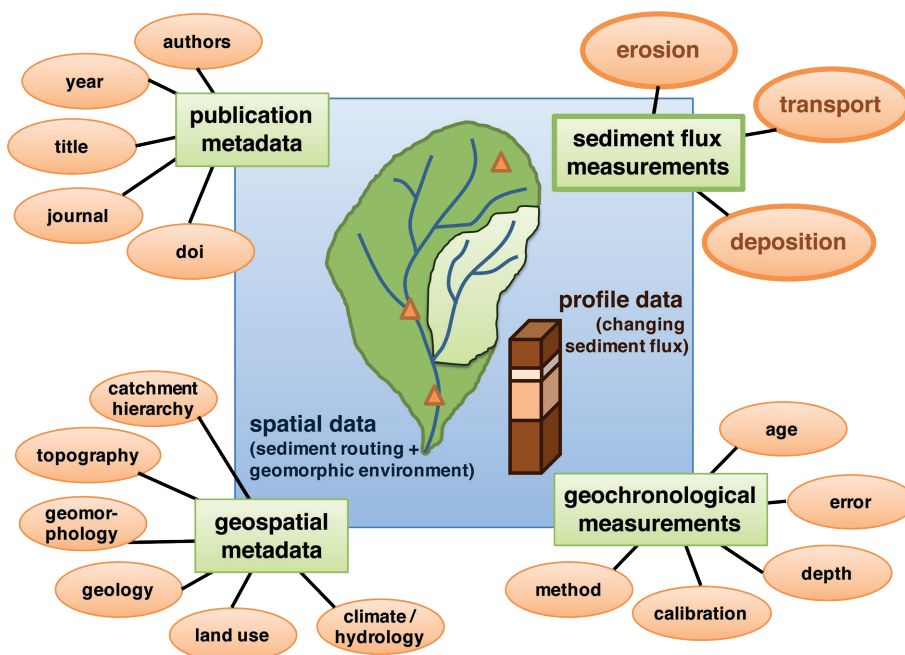 authors
year
publication
metadata
title
journal
doi
erosion
transport
sediment flux
measurements
deposition
profile data
(changing
sediment flux)
spatial data
(sediment routing +
geomorphic environment)
catchment
hierarchy
topography
geomor-
phology
geospatial
metadata
geology
land use
climate /
hydrology
age
geochronological
measurements
error
depth
method
calibration